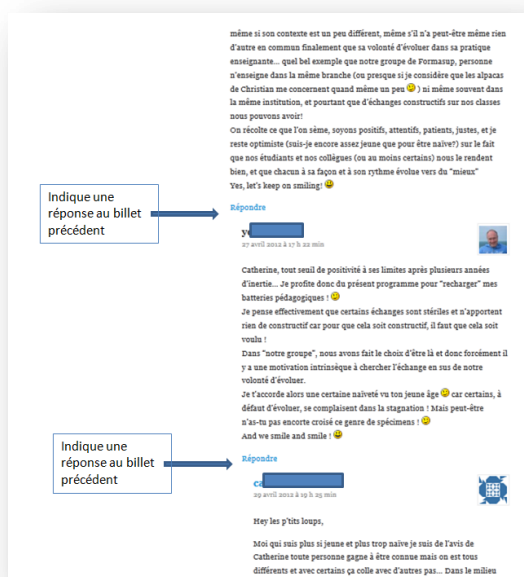 même si son contexte est un peu différent, même s'il n'a peut-être même rien
d'autre en commun finalement que sa volonté d'évoluer dans sa pratique
enseignante... quel bel exemple que notre groupe de Formasup, personne
n'enseigne dans la même branche (ou presque si je considère que les alpacas
de Christian me concernent quand même un peu 🙂 ) ni même souvent dans
la même institution, et pourtant que d'échanges constructifs sur nos classes
nous pouvons avoir!
On récolte ce que l'on sème, soyons positifs, attentifs, patients, justes, et je
reste optimiste (suis-je encore assez jeune que pour être naïve?) sur le fait
que nos étudiants et nos collègues (ou au moins certains) nous le rendent
bien, et que chacun à sa façon et à son rythme évolue vers du "mieux"
Yes, let's keep on smiling! 😀
Répondre
Indique une
réponse au billet
précédent
27 avril 2012 à 17 h 22 min
Catherine, tout seuil de positivité à ses limites après plusieurs années
d'inertie... Je profite donc du présent programme pour "recharger" mes
batteries pédagogiques ! 🙂
Je pense effectivement que certains échanges sont stériles et n'apportent
rien de constructif car pour que cela soit constructif, il faut que cela soit
voulu !
Dans "notre groupe", nous avons fait le choix d'être là et donc forcément il
y a une motivation intrinsèque à chercher l'échange en sus de notre
volonté d'évoluer.
Je t'accorde alors une certaine naïveté vu ton jeune âge 🙂 car certains, à
défaut d'évoluer, se complaisent dans la stagnation ! Mais peut-être
n'as-tu pas encorte croisé ce genre de spécimens ! 🙂
And we smile and smile ! 😀
Répondre
Indique une
réponse au billet
précédent
29 avril 2012 à 19 h 25 min
Hey les p'tits loups,
Moi qui suis plus si jeune et plus trop naïve je suis de l'avis de
Catherine toute personne gagne à être connue mais on est tous
différents et avec certains ça colle avec d'autres pas... Dans le milieu